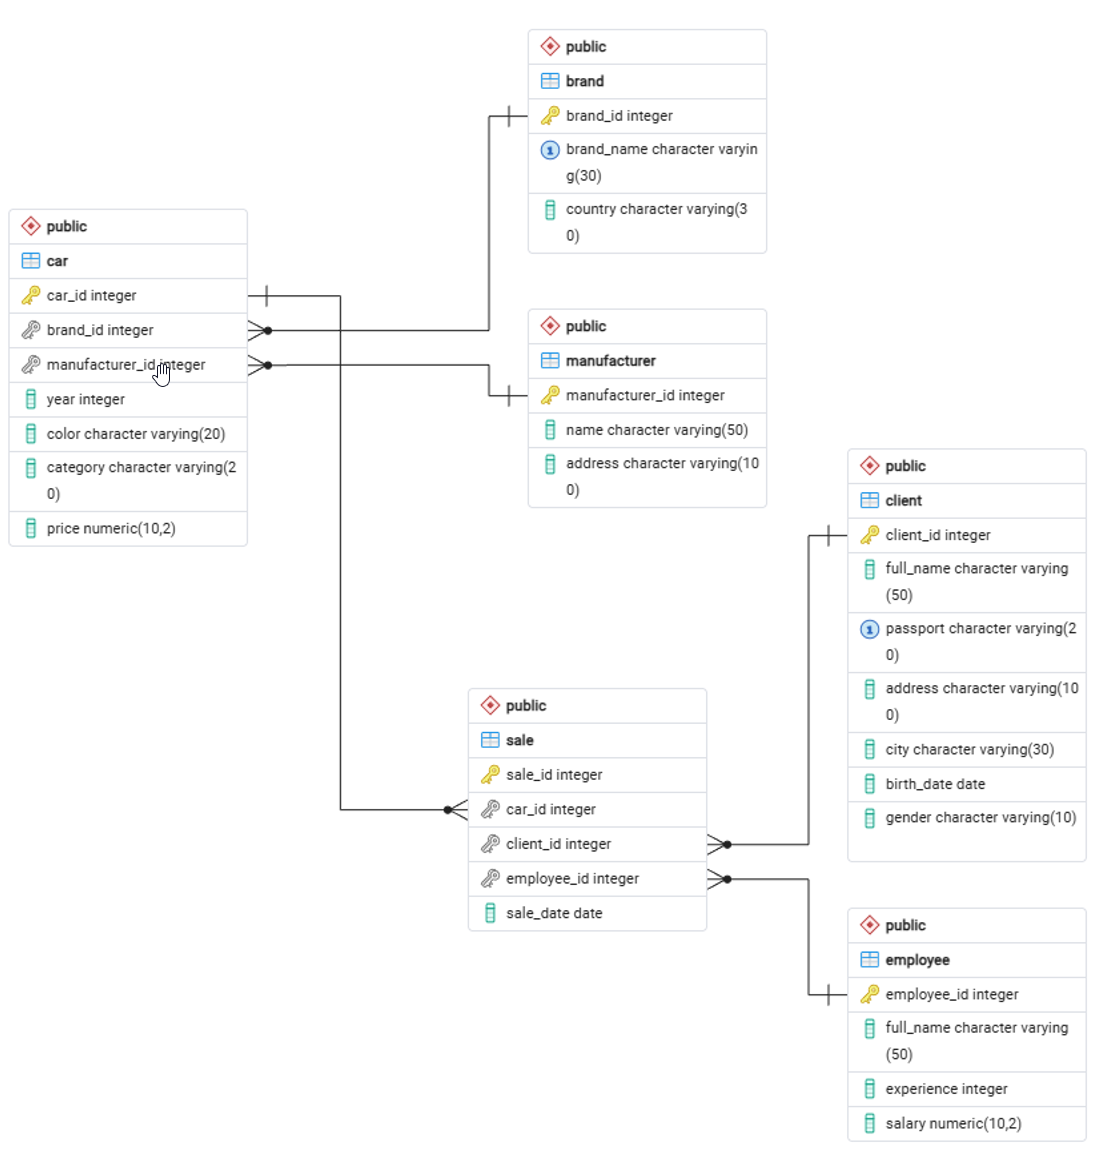 public
brand
brand_id integer
brand_name character varyin
g(30)
country character varying(3
0)
public
car
car_id integer
brand_id integer
manufacturer_id integer
year integer
color character varying(20)
category character varying(2
0)
price numeric(10,2)
public
manufacturer
manufacturer_id integer
name character varying(50)
address character varying(10
0)
public
client
client_id integer
full_name character varying
(50)
1 passport character varying(2
0)
address character varying(10
0)
city character varying(30)
birth_date date
gender character varying(10)
public
sale
sale_id integer
car_id integer
client_id integer
employee_id integer
sale_date date
public
employee
employee_id integer
full_name character varying
(50)
experience integer
salary numeric(10,2)